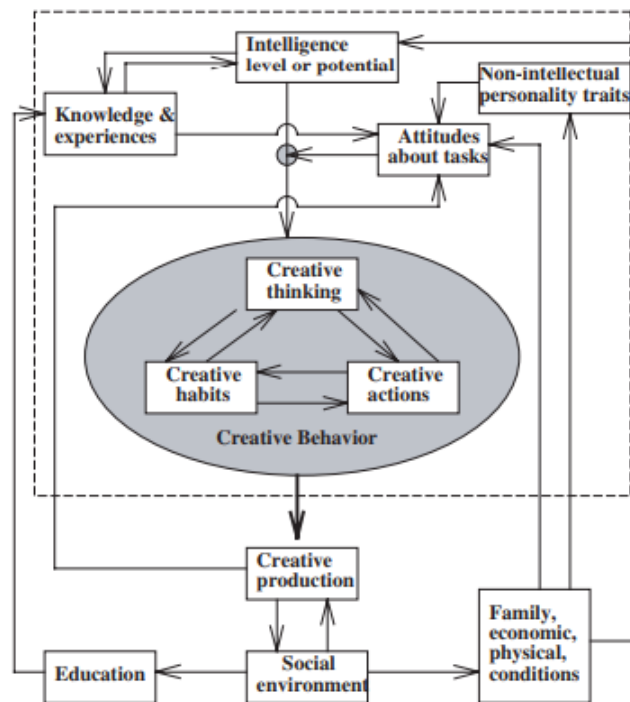 Intelligence
level or potential
Non-intellectual
personality traits
Knowledge &
experiences
Attitudes
about tasks
Creative
thinking
Creative
habits
Creative
actions
Creative Behavior
Creative
production
Family,
economic,
physical,
conditions
Education
Social
environment